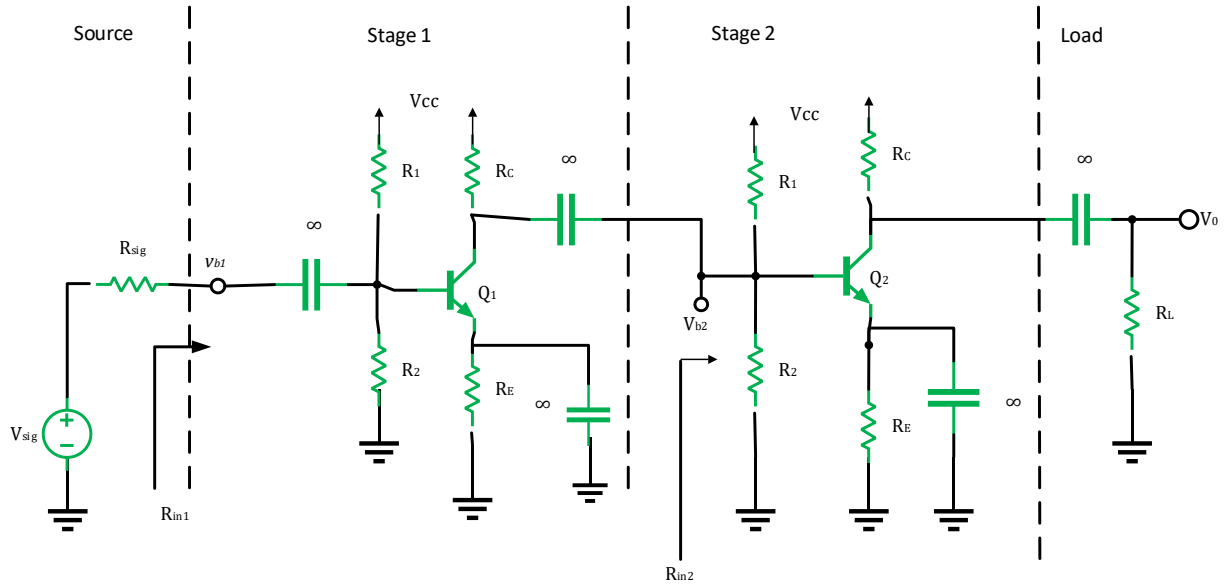 Source
Stage 1
Stage 2
Load
Vcc
Vcc
R1
RC
∞
R1
RC
∞
Rsig
vb1
∞
Q1
Q2
V0
Vb2
R2
RE
∞
R2
RL
RE
∞
Vsig
Rin1
Rin2